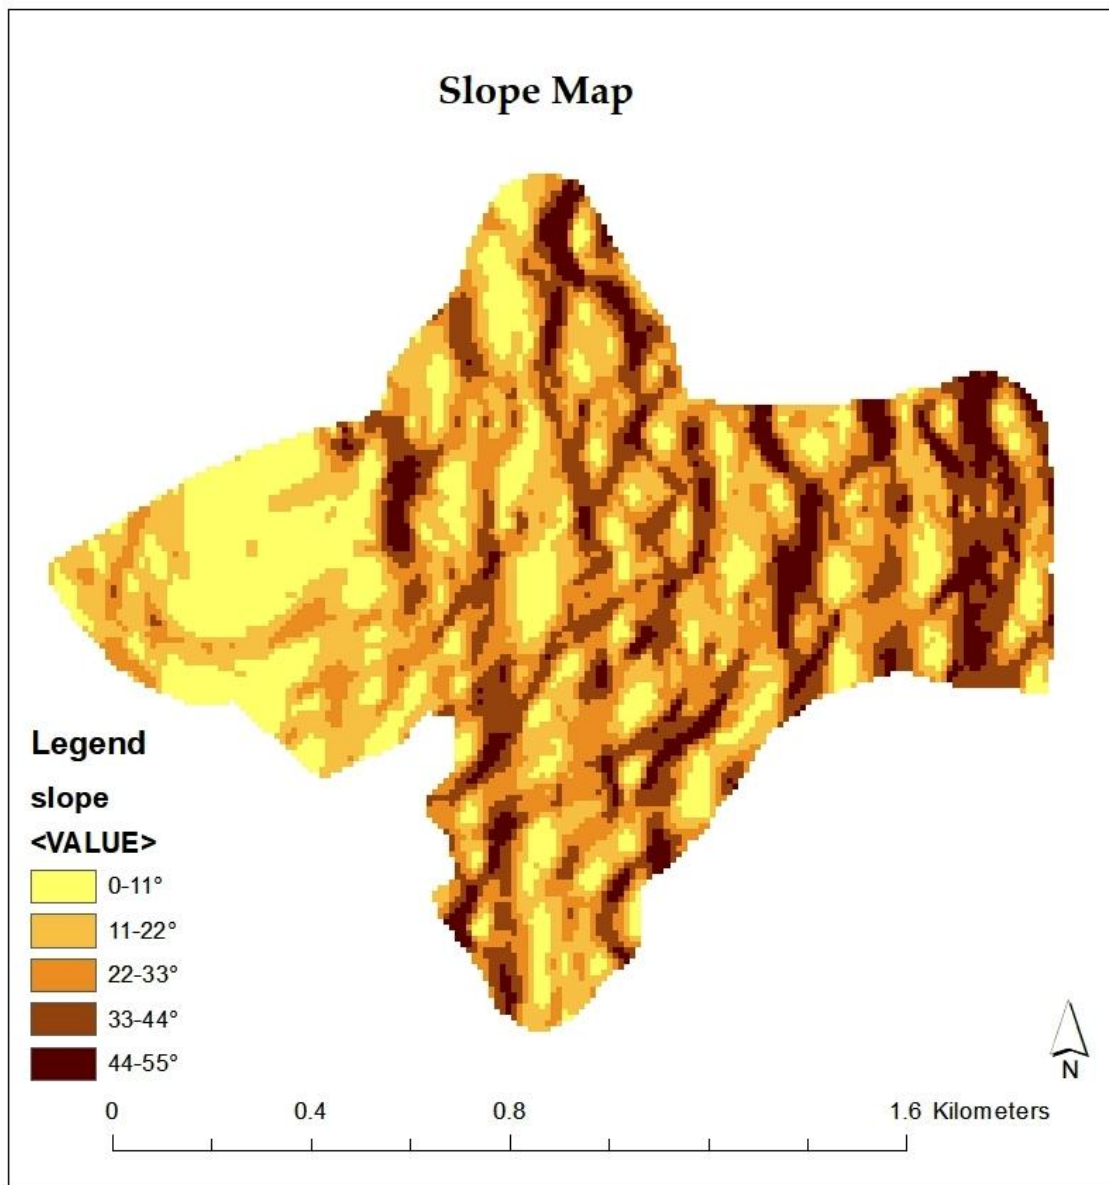 Slope Map
Legend
slope
<VALUE>
0-11°
11-22°
22-33°
33-44°
44-55°
N
0 0.4 0.8 1.6 Kilometers